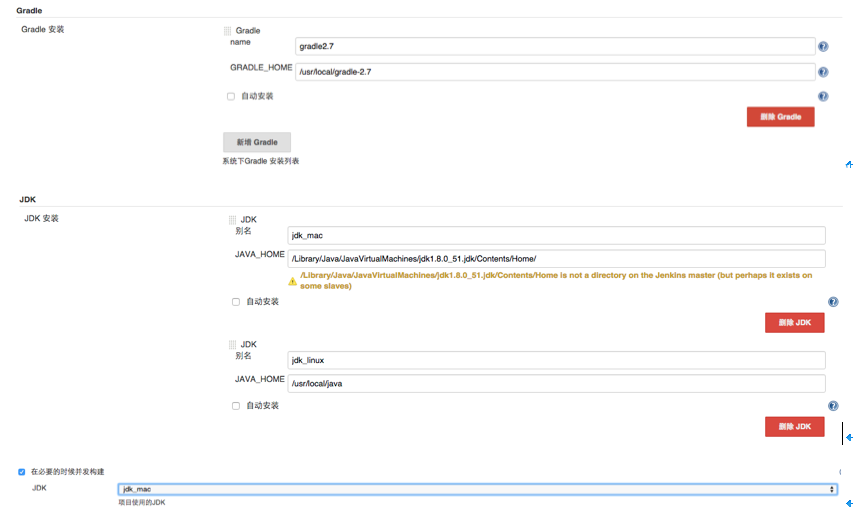 Gradle
Gradle 安装
Gradle
name
gradle2.7
GRADLE_HOME
/usr/local/gradle-2.7
自动安装
删除 Gradle
新增 Gradle
系统下Gradle 安装列表
JDK
JDK 安装
JDK
别名
jdk_mac
JAVA_HOME
/Library/Java/JavaVirtualMachines/jdk1.8.0_51.jdk/Contents/Home/
/Library/Java/JavaVirtualMachines/jdk1.8.0_51.jdk/Contents/Home is not a directory on the Jenkins master (but perhaps it exists on
some slaves)
自动安装
删除 JDK
JDK
别名
jdk_linux
JAVA_HOME
/usr/local/java
自动安装
删除 JDK
在必要的时候并发构建
JDK
jdk_mac
项目使用的JDK